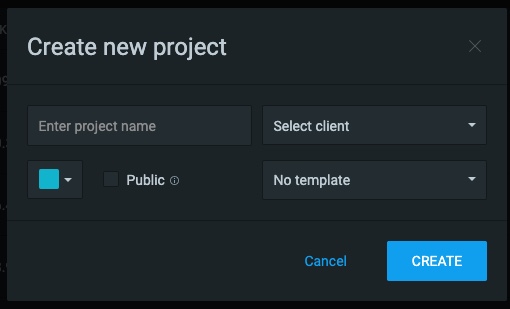 Create new project
Enter project name
Select client
Public
No template
Cancel
CREATE